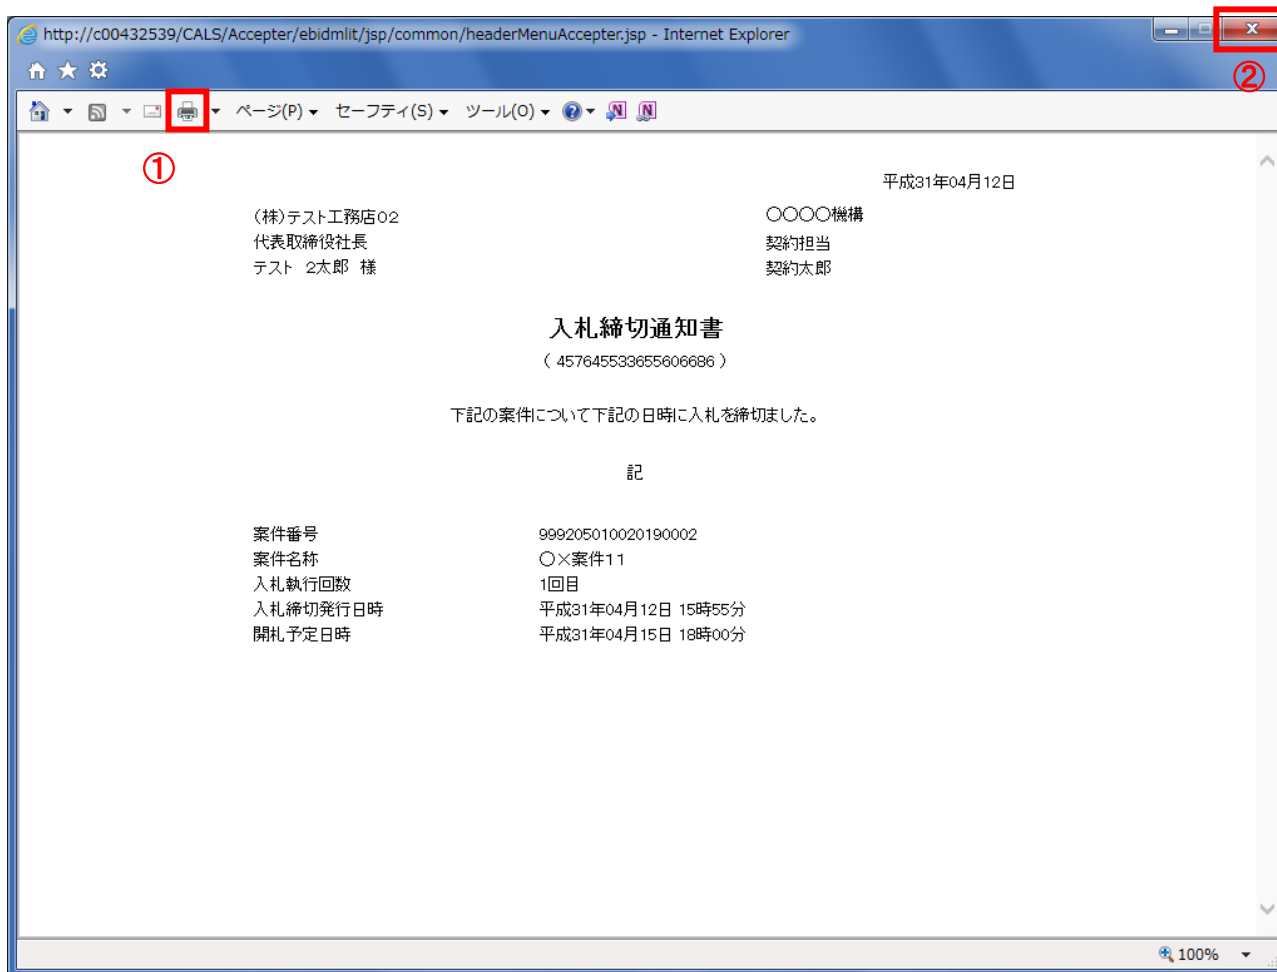 http://c00432539/CALS/Accepter/ebidmlit/jsp/common/headerMenuAccepter.jsp - Internet Explorer
②
ページ(P) セーフティ(S) ツール(O)
①
平成31年04月12日
(株)テスト工務店02
〇〇〇〇機構
代表取締役社長
契約担当
テスト 2太郎 様
契約太郎
入札締切通知書
( 457645533655606686 )
下記の案件について下記の日時に入札を締切ました。
記
案件番号 999205010020190002
案件名称 〇×案件11
入札執行回数 1回目
入札締切発行日時 平成31年04月12日 15時55分
開札予定日時 平成31年04月15日 18時00分
100%